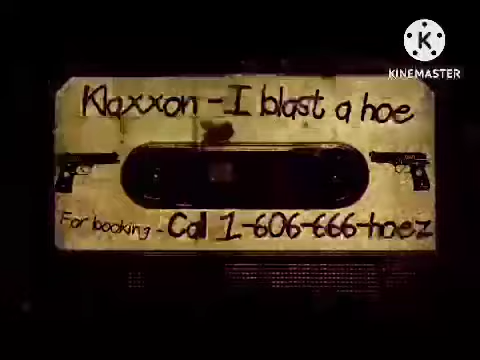 K
KINEMASTER
Klaxxon - I blast a hoe
For booking - Call 1-606-666-hoez